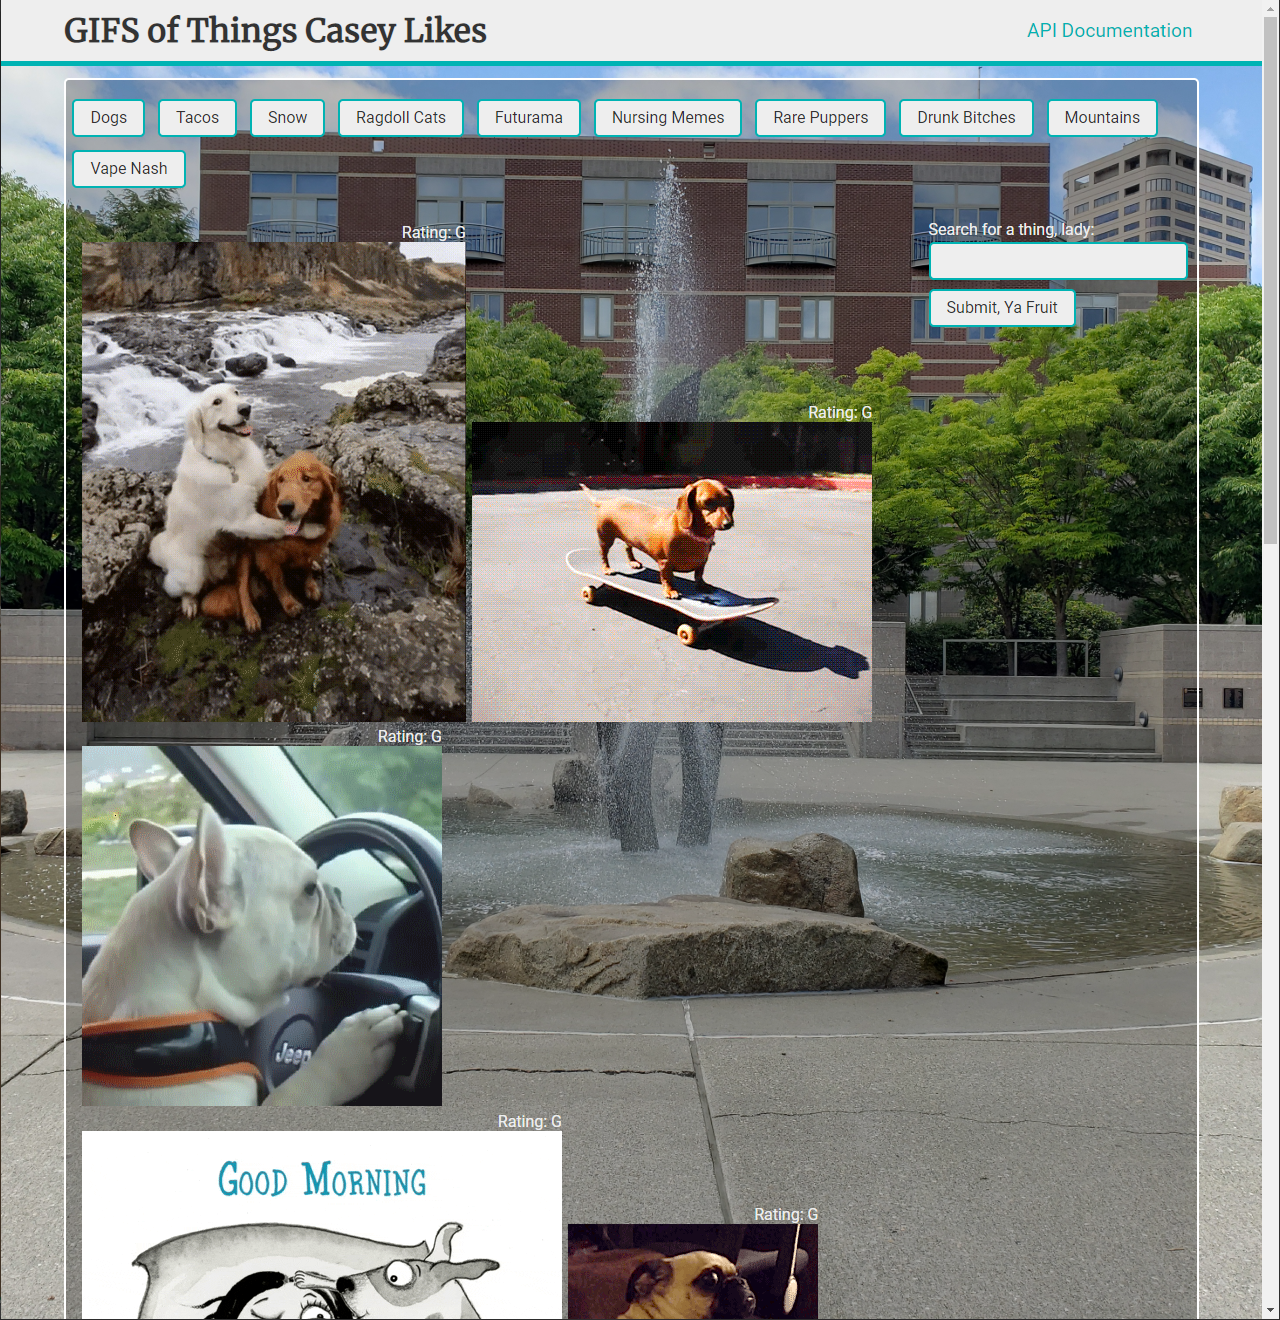 GIFS of Things Casey Likes
API Documentation
Dogs
Tacos
Snow
Ragdoll Cats
Futurama
Nursing Memes
Rare Puppers
Drunk Bitches
Mountains
Vape Nash
Rating: G
Search for a thing, lady:
Submit, Ya Fruit
Rating: G
Rating: G
Jeep
Rating: G
GOOD MORNING
Rating: G